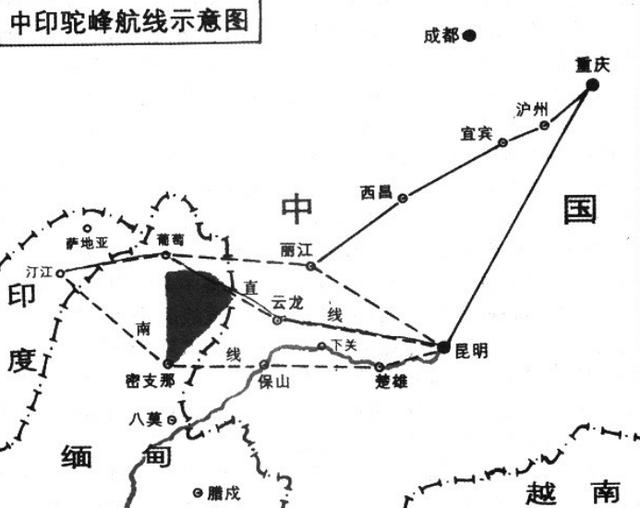 中印驼峰航线示意图
成都
重庆
沪州
宜宾
西昌
中
国
萨地亚
葡萄
丽江
汀江
印
直
云龙
线
南
下关
昆明
度
线
密支那
保山
楚雄
八莫
缅
甸
腊戍
越
南